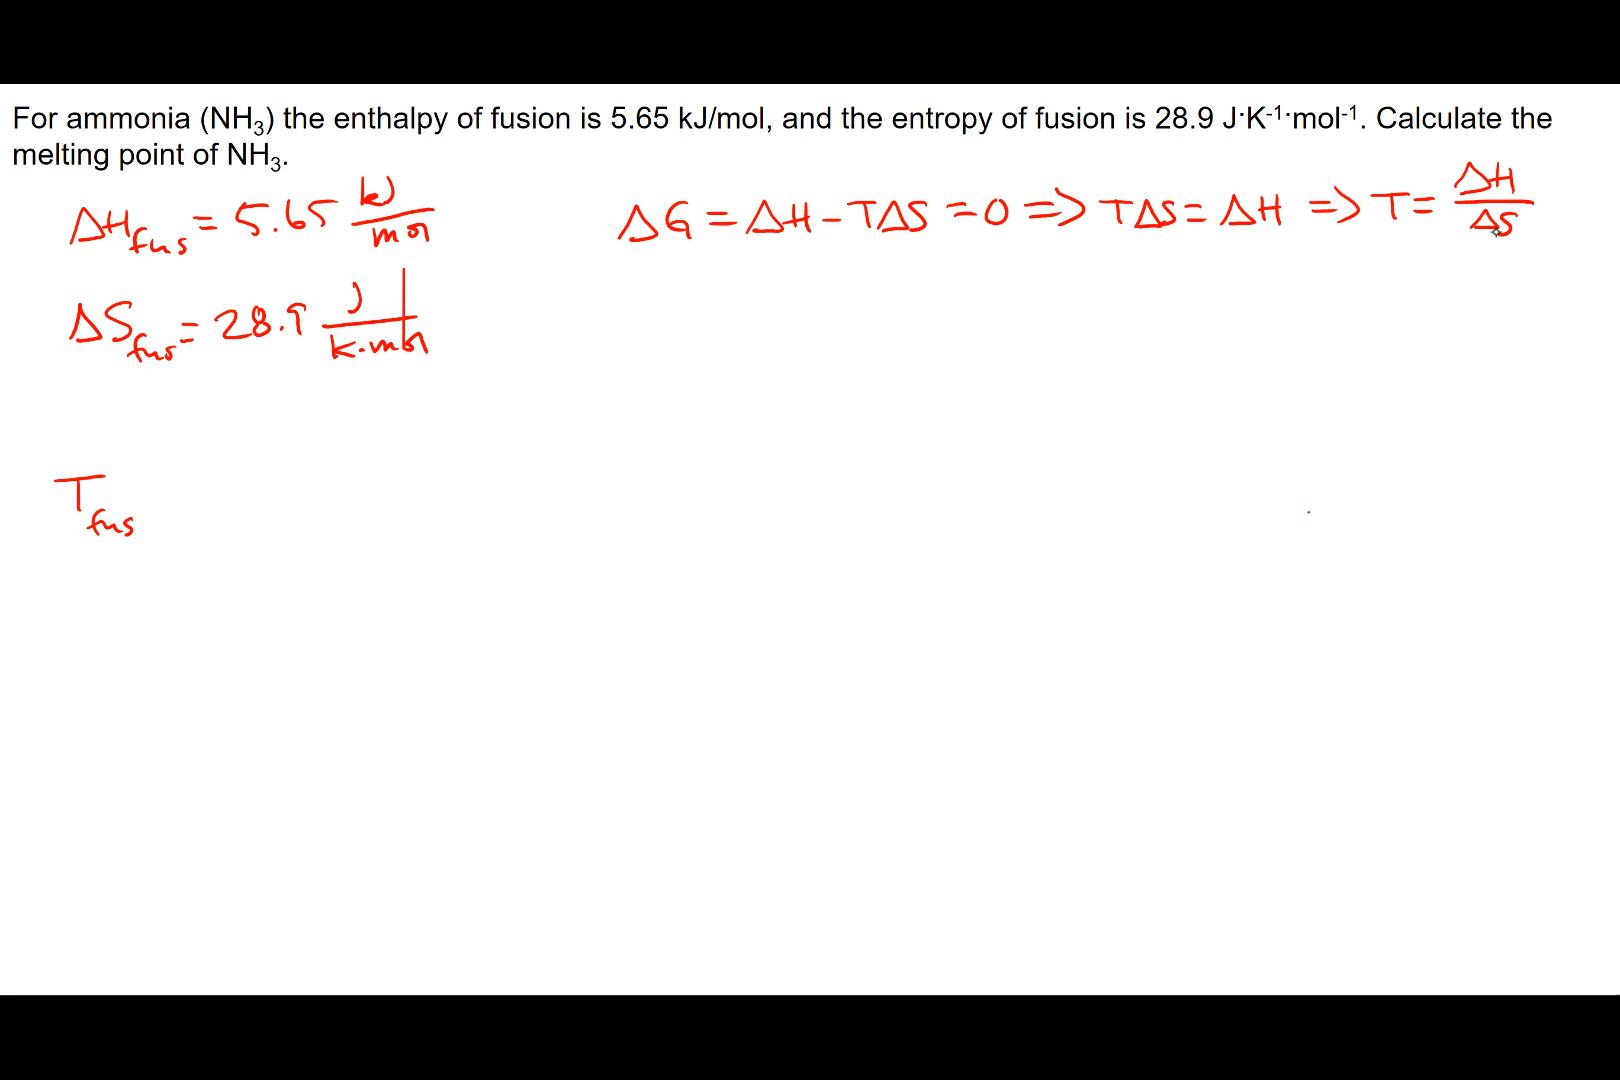 For ammonia (NH3) the enthalpy of fusion is 5.65 kJ/mol, and the entropy of fusion is 28.9 J·K-1·mol-1. Calculate the
melting point of NH3.
ΔHfus = 5.65 kJ/mol
ΔG = ΔH - TΔS = 0 => TΔS = ΔH => T = ΔH/ΔS
ΔSfus = 28.9 J/K·mol
Tfus